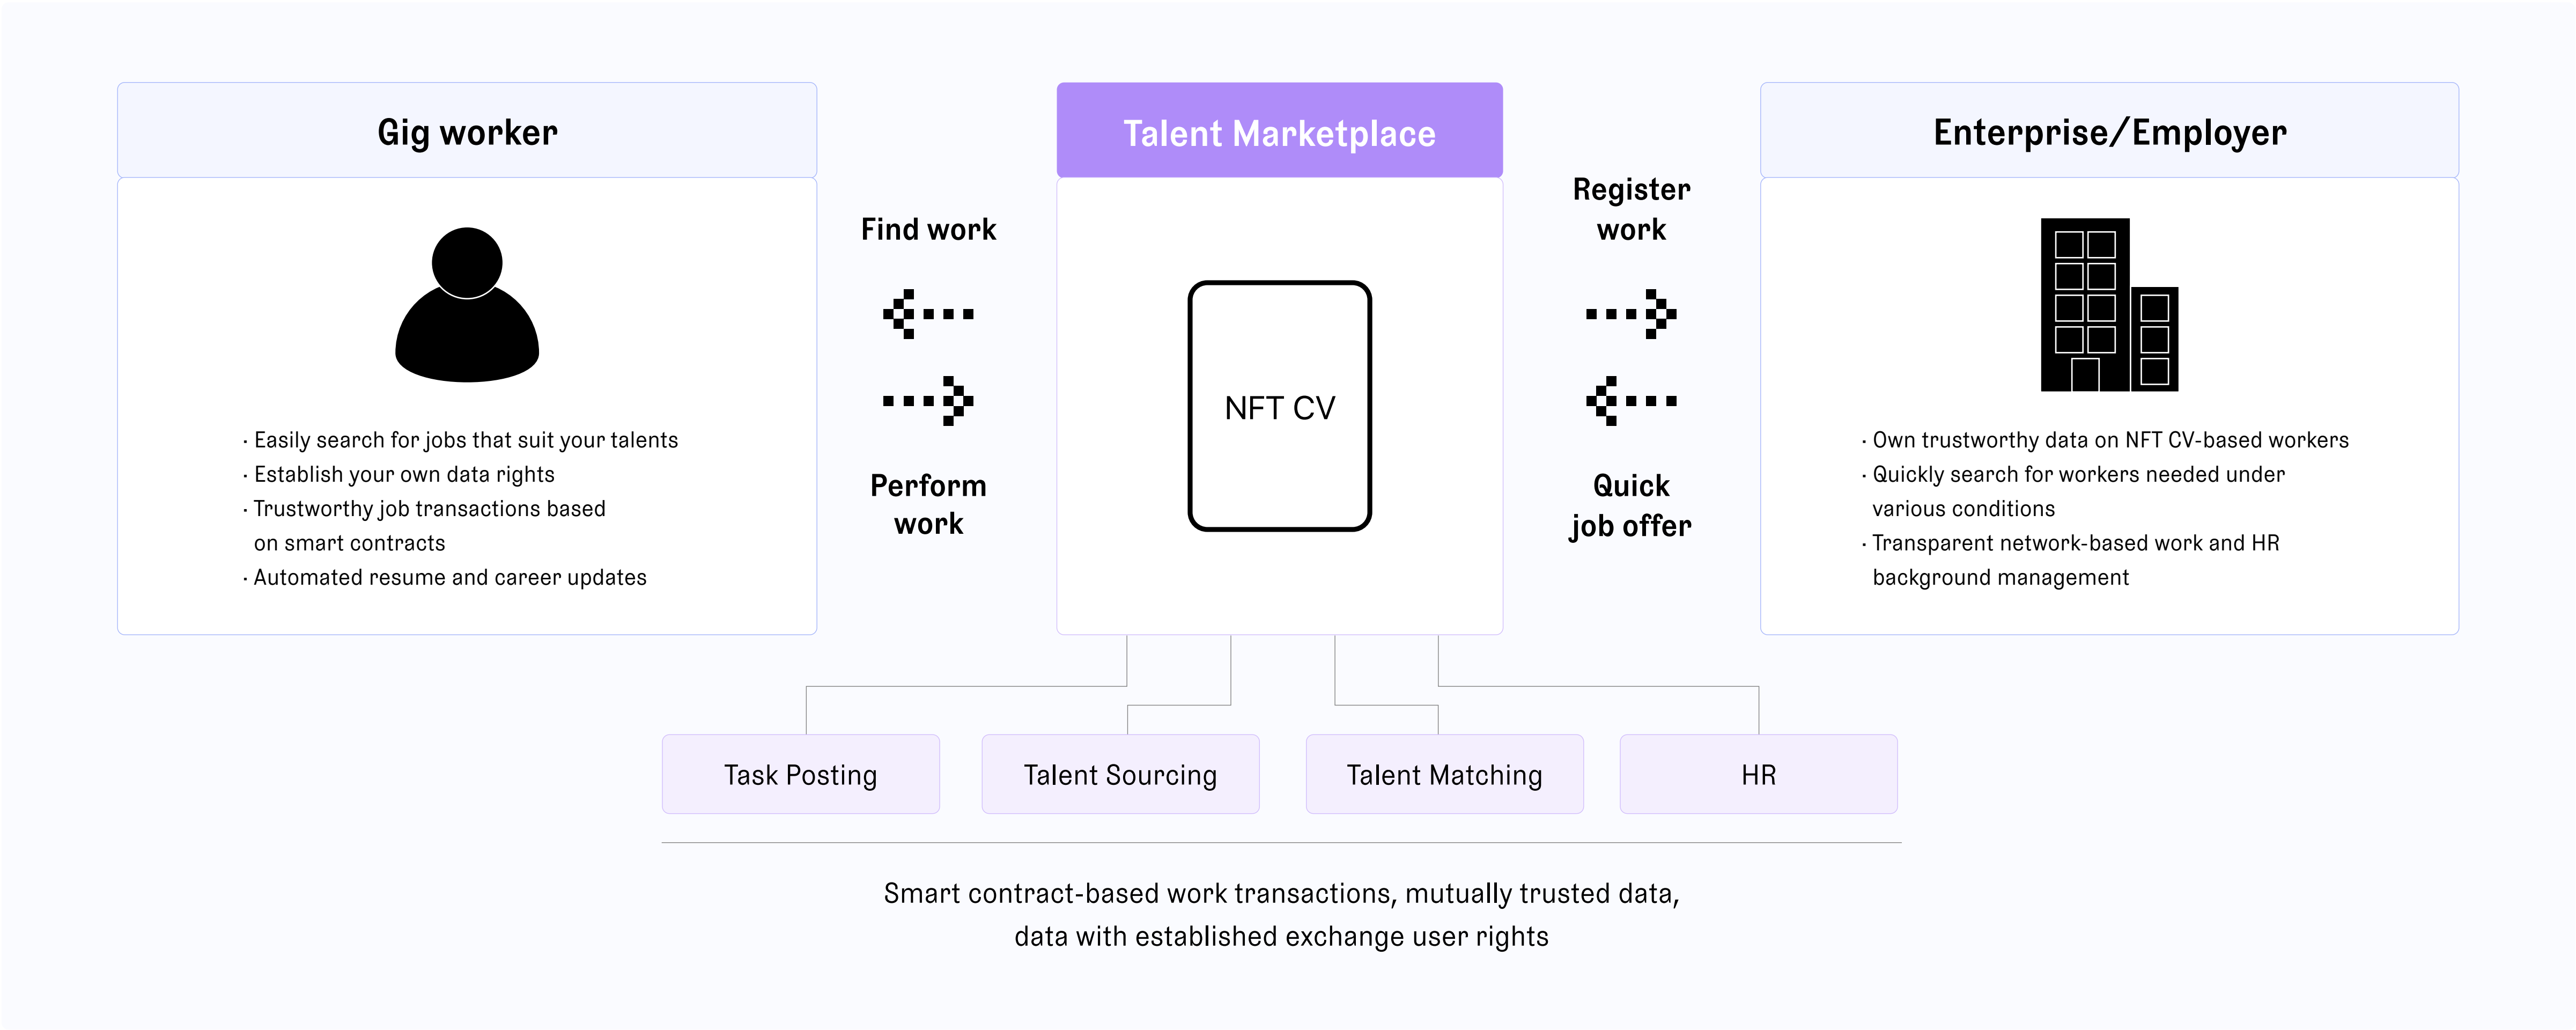 Gig worker
· Easily search for jobs that suit your talents
· Establish your own data rights
· Trustworthy job transactions based
on smart contracts
· Automated resume and career updates
Find work
Perform
work
Talent Marketplace
NFT CV
Register
work
Quick
job offer
Enterprise/Employer
· Own trustworthy data on NFT CV-based workers
· Quickly search for workers needed under
various conditions
· Transparent network-based work and HR
background management
Task Posting
Talent Sourcing
Talent Matching
HR
Smart contract-based work transactions, mutually trusted data,
data with established exchange user rights